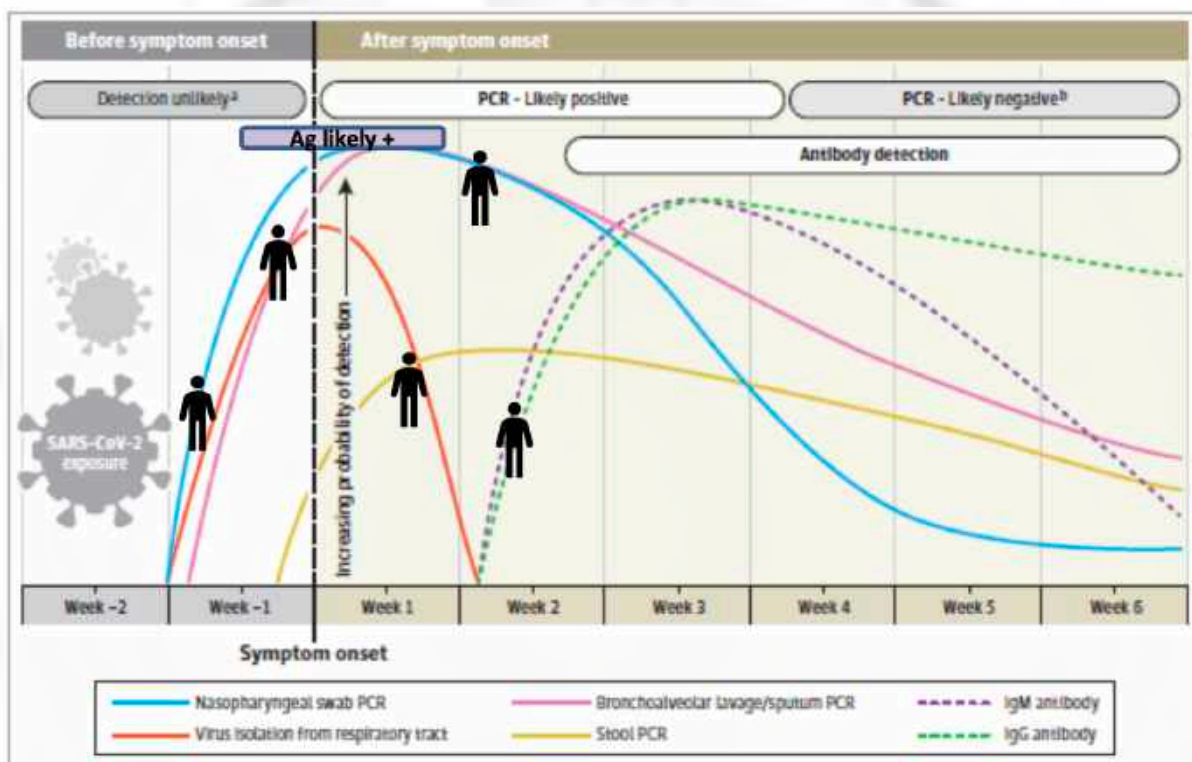 Before symptom onset
After symptom onset
Detection unlikelyᵃ
PCR - Likely positive
PCR - Likely negativeᵇ
Ag likely +
Antibody detection
SARS-CoV-2
exposure
Increasing probability of detection
Week -2
Week -1
Week 1
Week 2
Week 3
Week 4
Week 5
Week 6
Symptom onset
Nasopharyngeal swab PCR
Bronchoalveolar lavage/sputum PCR
IgM antibody
Virus isolation from respiratory tract
Stool PCR
IgG antibody